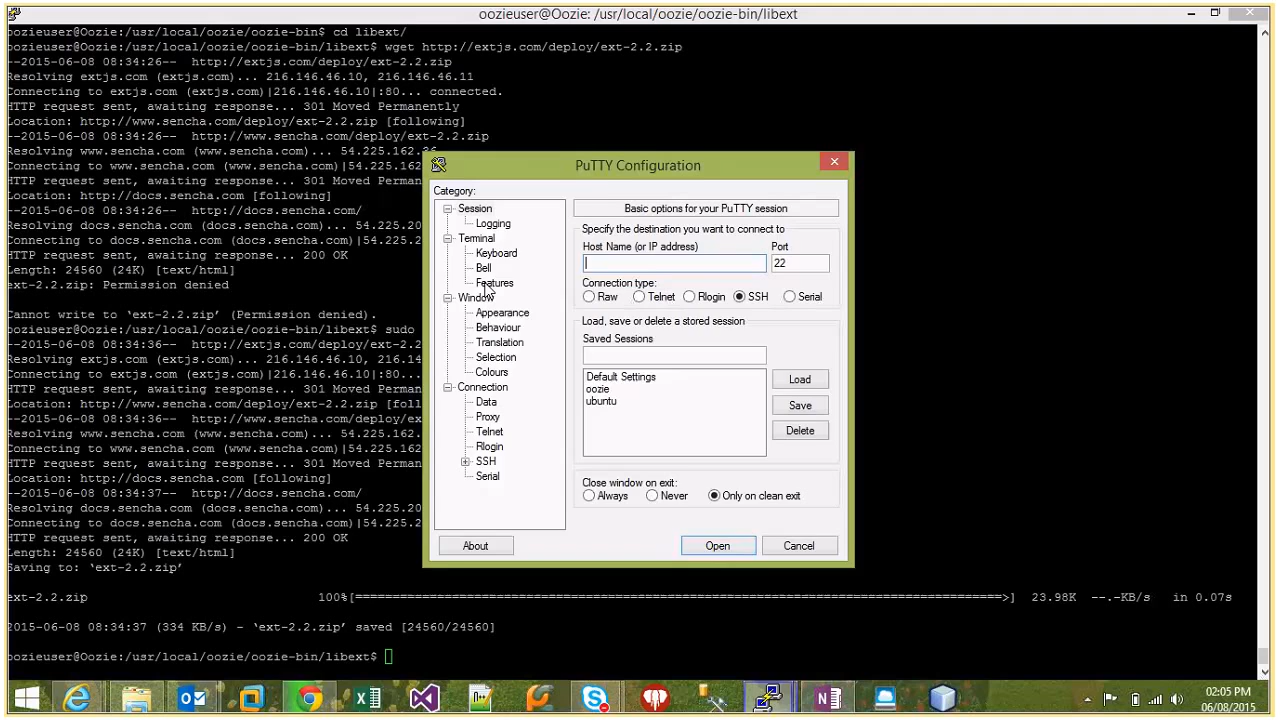 oozieuser@Oozie: /usr/local/oozie/oozie-bin/libext
oozieuser@Oozie:/usr/local/oozie/oozie-bin$ cd libext/
oozieuser@Oozie:/usr/local/oozie/oozie-bin/libext$ wget http://extjs.com/deploy/ext-2.2.zip
--2015-06-08 08:34:26-- http://extjs.com/deploy/ext-2.2.zip
Resolving extjs.com (extjs.com)... 216.146.46.10, 216.146.46.11
Connecting to extjs.com (extjs.com)|216.146.46.10|:80... connected.
HTTP request sent, awaiting response... 301 Moved Permanently
Location: http://www.sencha.com/deploy/ext-2.2.zip [following]
--2015-06-08 08:34:26-- http://www.sencha.com/deploy/ext-2.2.zip
Resolving www.sencha.com (www.sencha.com)... 54.225.162.
Connecting to www.sencha.com (www.sencha.com)|54.225.162
HTTP request sent, awaiting response... 301 Moved Perman
Location: http://docs.sencha.com/ [following]
--2015-06-08 08:34:26-- http://docs.sencha.com/
Resolving docs.sencha.com (docs.sencha.com)... 54.225.20
Connecting to docs.sencha.com (docs.sencha.com)|54.225.2
HTTP request sent, awaiting response... 200 OK
Length: 24560 (24K) [text/html]
ext-2.2.zip: Permission denied
Cannot write to ‘ext-2.2.zip’ (Permission denied).
oozieuser@Oozie:/usr/local/oozie/oozie-bin/libext$ sudo
Resolving extjs.com (extjs.com)... 216.146.46.10, 216.14
Connecting to extjs.com (extjs.com)|216.146.46.10|:80...
HTTP request sent, awaiting response... 301 Moved Perman
Location: http://www.sencha.com/deploy/ext-2.2.zip [foll
--2015-06-08 08:34:36-- http://www.sencha.com/deploy/ext
Resolving www.sencha.com (www.sencha.com)... 54.225.162.
Connecting to www.sencha.com (www.sencha.com)|54.225.162
HTTP request sent, awaiting response... 301 Moved Perman
Location: http://docs.sencha.com/ [following]
--2015-06-08 08:34:37-- http://docs.sencha.com/
Resolving docs.sencha.com (docs.sencha.com)... 54.225.20
Connecting to docs.sencha.com (docs.sencha.com)|54.225.2
HTTP request sent, awaiting response... 200 OK
Length: 24560 (24K) [text/html]
Saving to: ‘ext-2.2.zip’
ext-2.2.zip 100%[=================================================================================>] 23.98K --.-KB/s in 0.07s
2015-06-08 08:34:37 (334 KB/s) - ‘ext-2.2.zip’ saved [24560/24560]
oozieuser@Oozie:/usr/local/oozie/oozie-bin/libext$
PuTTY Configuration
Category:
Session
Logging
Terminal
Keyboard
Bell
Features
Window
Appearance
Behaviour
Translation
Selection
Colours
Connection
Data
Proxy
Telnet
Rlogin
SSH
Serial
Basic options for your PuTTY session
Specify the destination you want to connect to
Host Name (or IP address) Port
22
Connection type:
Raw Telnet Rlogin SSH Serial
Load, save or delete a stored session
Saved Sessions
Default Settings
oozie
ubuntu
Load
Save
Delete
Close window on exit:
Always Never Only on clean exit
About Open Cancel
02:05 PM
06/08/2015